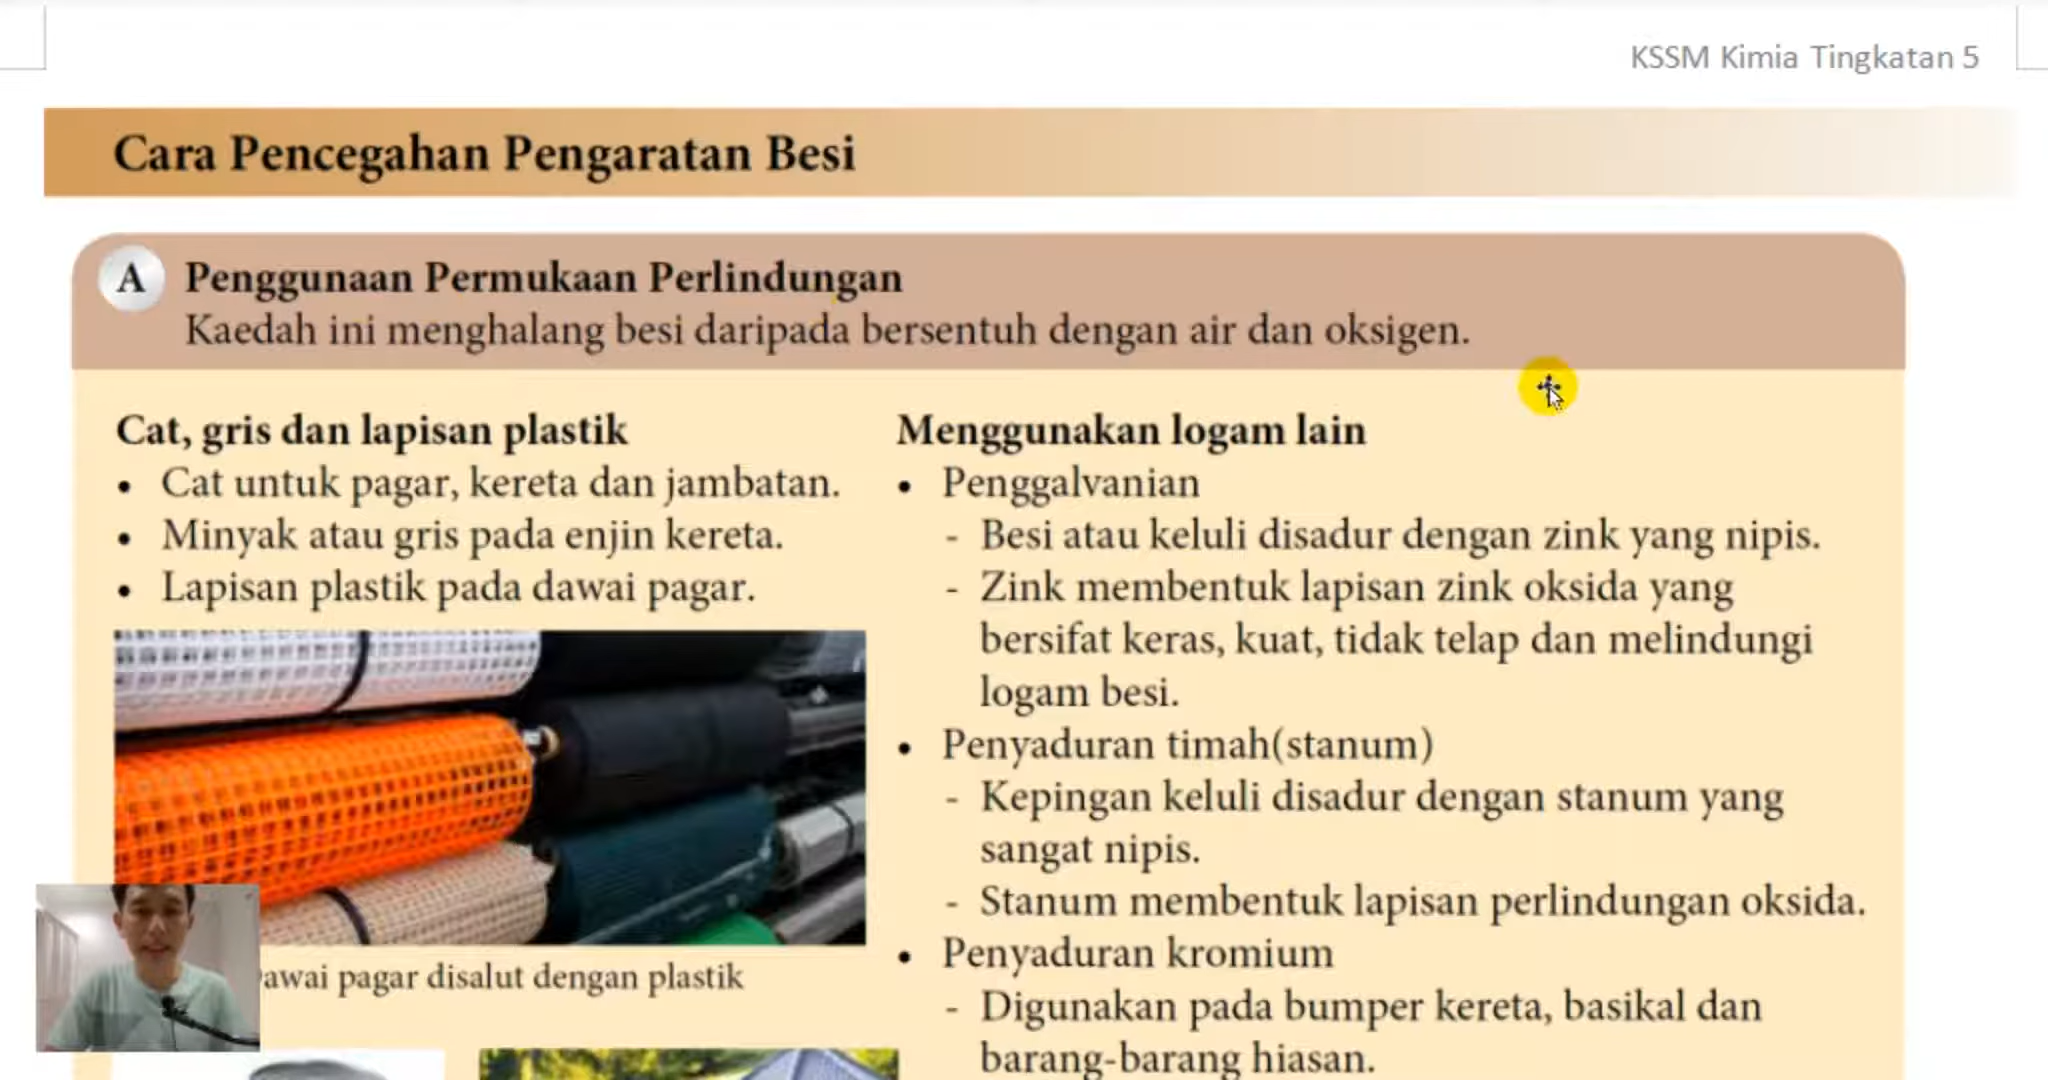 KSSM Kimia Tingkatan 5
Cara Pencegahan Pengaratan Besi
A Penggunaan Permukaan Perlindungan
Kaedah ini menghalang besi daripada bersentuh dengan air dan oksigen.
Cat, gris dan lapisan plastik
• Cat untuk pagar, kereta dan jambatan.
• Minyak atau gris pada enjin kereta.
• Lapisan plastik pada dawai pagar.
awai pagar disalut dengan plastik
Menggunakan logam lain
• Penggalvanian
- Besi atau keluli disadur dengan zink yang nipis.
- Zink membentuk lapisan zink oksida yang
bersifat keras, kuat, tidak telap dan melindungi
logam besi.
• Penyaduran timah(stanum)
- Kepingan keluli disadur dengan stanum yang
sangat nipis.
- Stanum membentuk lapisan perlindungan oksida.
• Penyaduran kromium
- Digunakan pada bumper kereta, basikal dan
barang-barang hiasan.